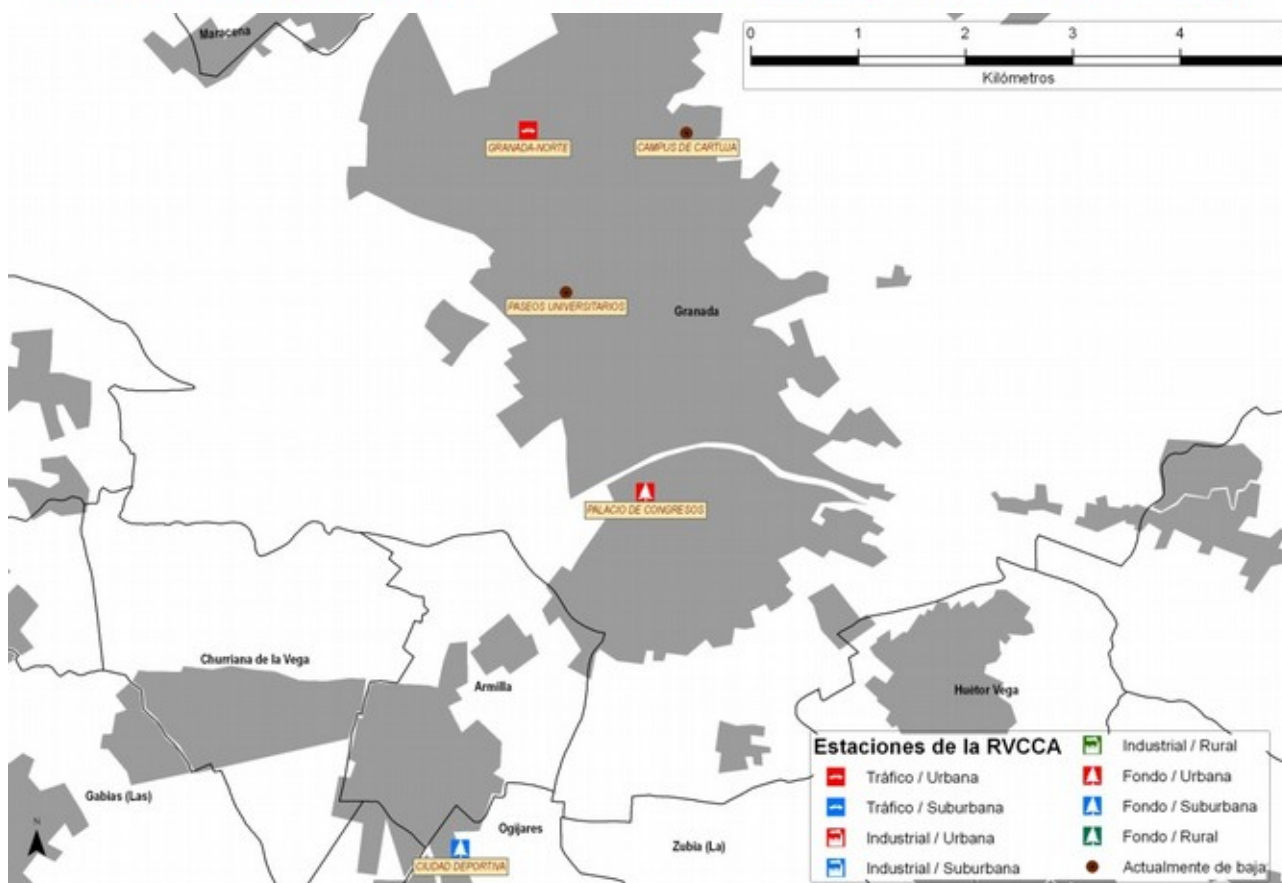 Maracena
0 1 2 3 4
Kilómetros
GRANADA-NORTE
CAMPUS DE CARTUJA
PASEOS UNIVERSITARIOS
Granada
PALACIO DE CONGRESOS
Churriana de la Vega
Armilla
Huétor Vega
Gabias (Las)
Ogíjares
Zubia (La)
CIUDAD DEPORTIVA
N
Estaciones de la RVCCA
Tráfico / Urbana
Tráfico / Suburbana
Industrial / Urbana
Industrial / Suburbana
Industrial / Rural
Fondo / Urbana
Fondo / Suburbana
Fondo / Rural
Actualmente de baja